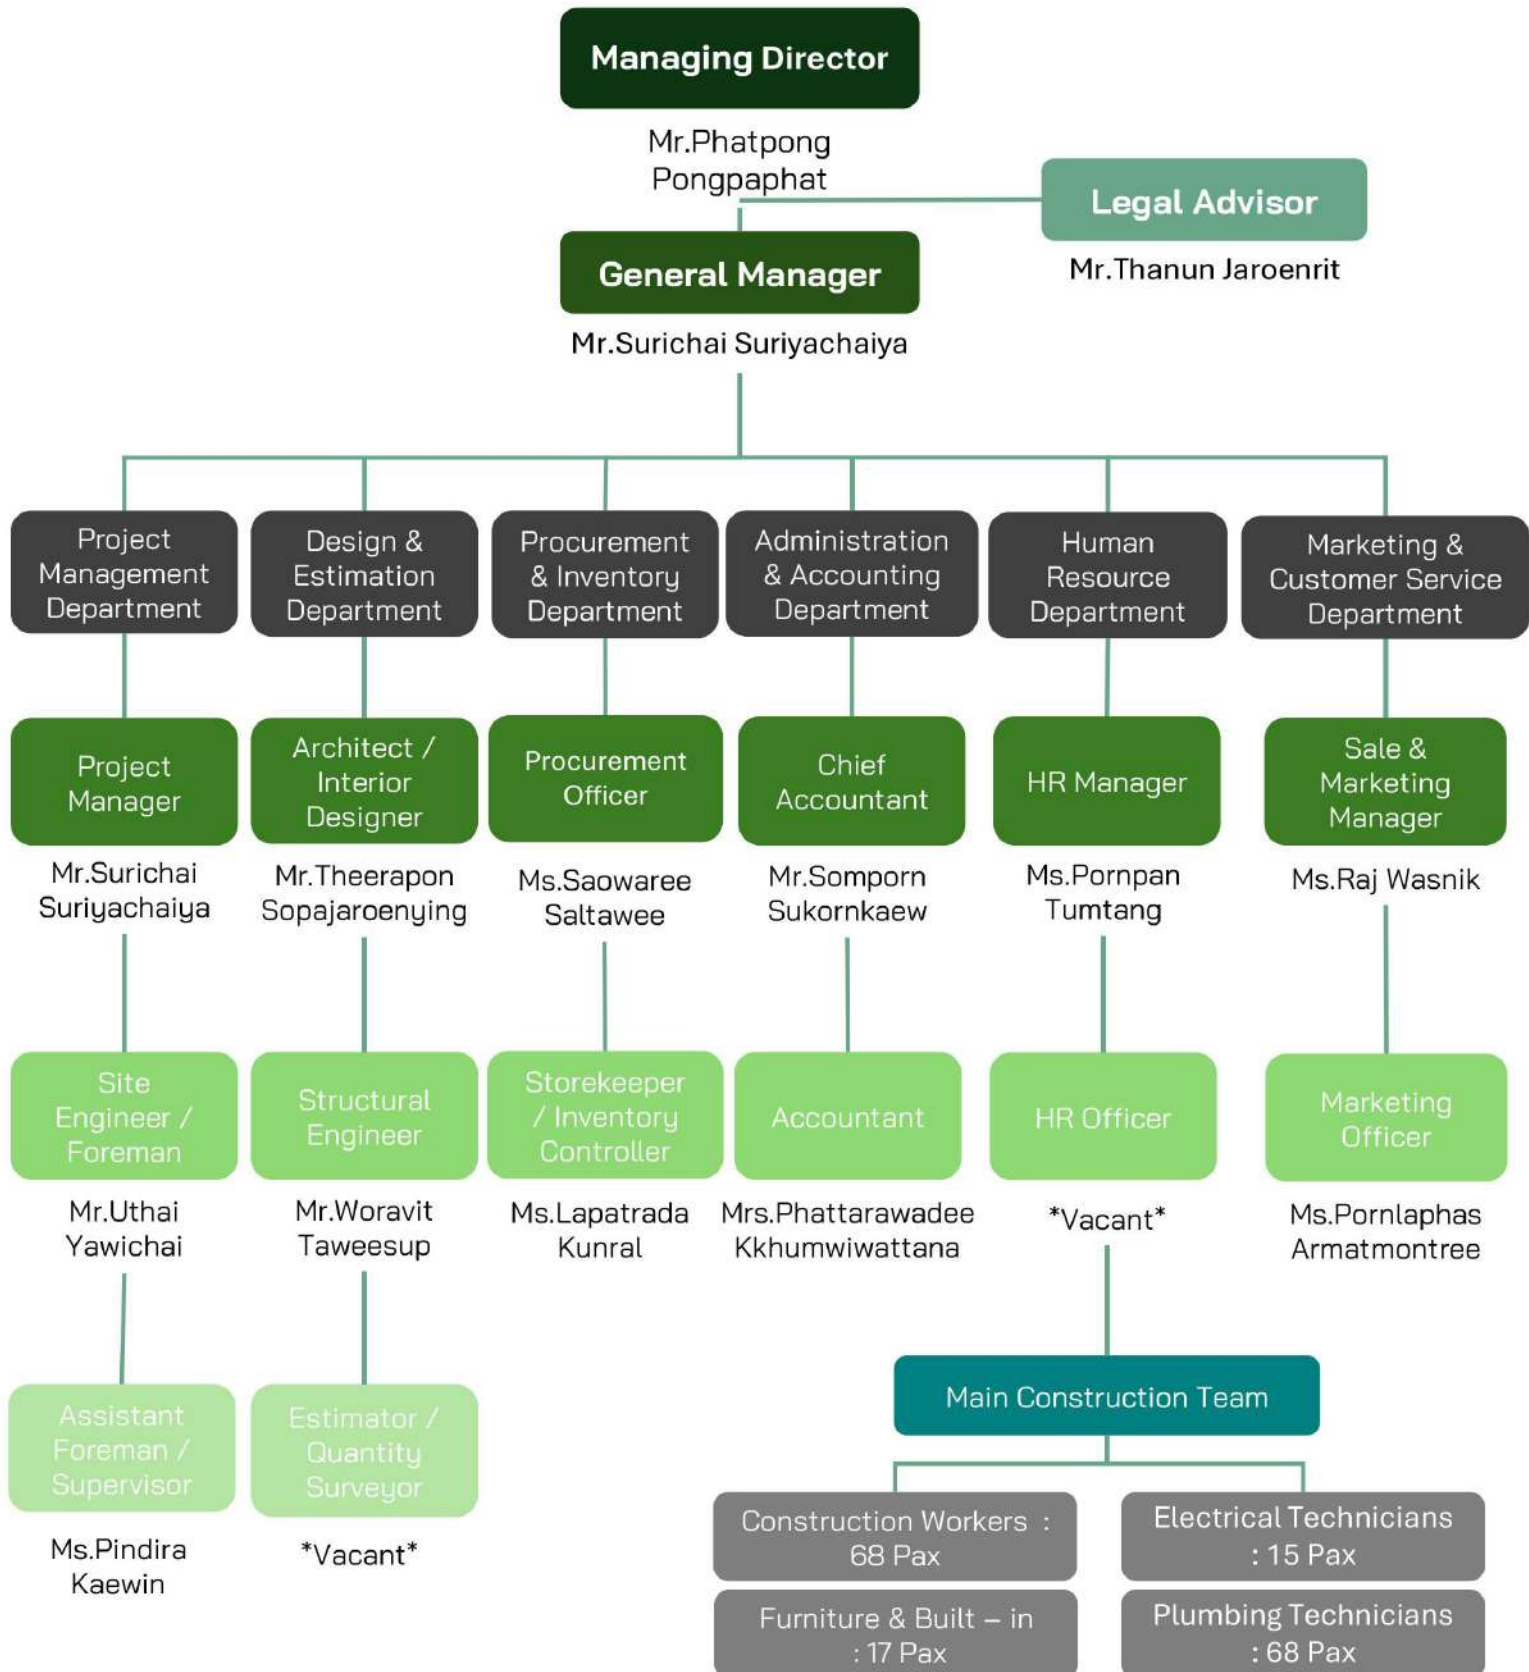 Managing Director
Mr.Phatpong
Pongpaphat
Legal Advisor
Mr.Thanun Jaroenrit
General Manager
Mr.Surichai Suriyachaiya
Project
Management
Department
Design &
Estimation
Department
Procurement
& Inventory
Department
Administration
& Accounting
Department
Human
Resource
Department
Marketing &
Customer Service
Department
Project
Manager
Mr.Surichai
Suriyachaiya
Architect /
Interior
Designer
Mr.Theerapon
Sopajaroenying
Procurement
Officer
Ms.Saowaree
Saltawee
Chief
Accountant
Mr.Somporn
Sukornkaew
HR Manager
Ms.Pornpan
Tumtang
Sale &
Marketing
Manager
Ms.Raj Wasnik
Site
Engineer /
Foreman
Mr.Uthai
Yawichai
Structural
Engineer
Mr.Woravit
Taweesup
Storekeeper
/ Inventory
Controller
Ms.Lapatrada
Kunral
Accountant
Mrs.Phattarawadee
Kkhumwiwattana
HR Officer
*Vacant*
Marketing
Officer
Ms.Pornlaphas
Armatmontree
Assistant
Foreman /
Supervisor
Ms.Pindira
Kaewin
Estimator /
Quantity
Surveyor
*Vacant*
Main Construction Team
Construction Workers :
68 Pax
Electrical Technicians
: 15 Pax
Furniture & Built – in
: 17 Pax
Plumbing Technicians
: 68 Pax